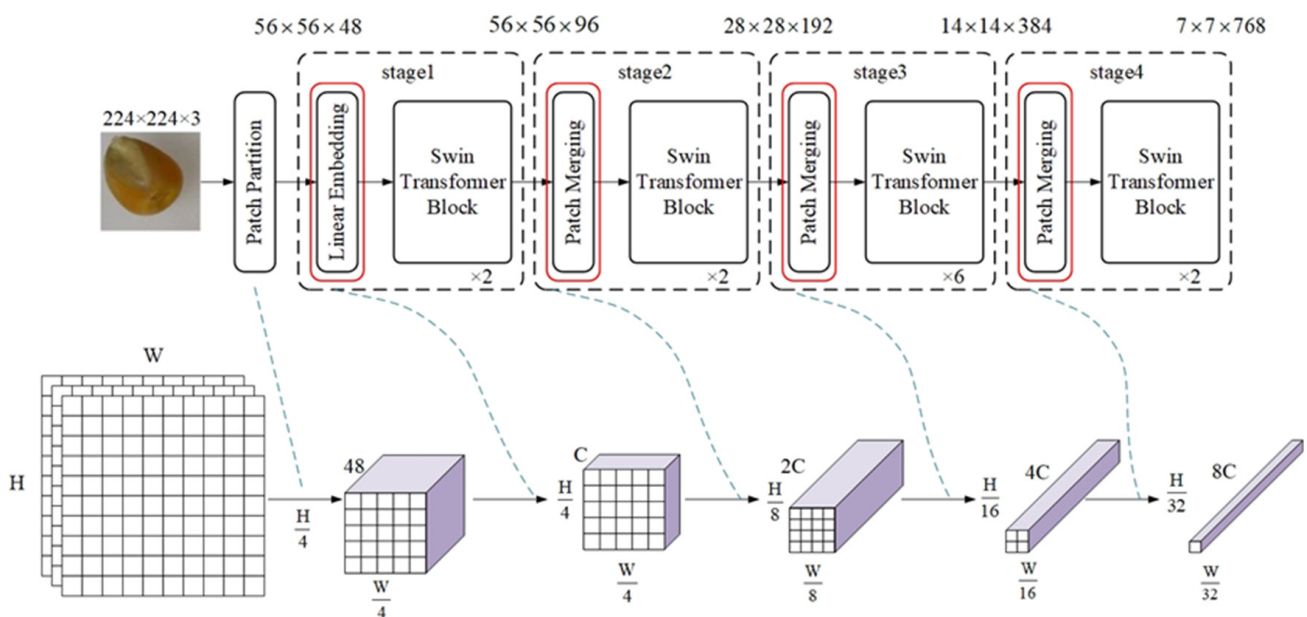 56×56×48
56×56×96
28×28×192
14×14×384
7×7×768
stage1
stage2
stage3
stage4
224×224×3
Patch Partition
Linear Embedding
Swin
Transformer
Block
×2
Patch Merging
Swin
Transformer
Block
×2
Patch Merging
Swin
Transformer
Block
×6
Patch Merging
Swin
Transformer
Block
×2
W
H
H
4
48
W
4
H
4
C
W
4
H
8
2C
W
8
H
16
4C
W
16
H
32
8C
W
32